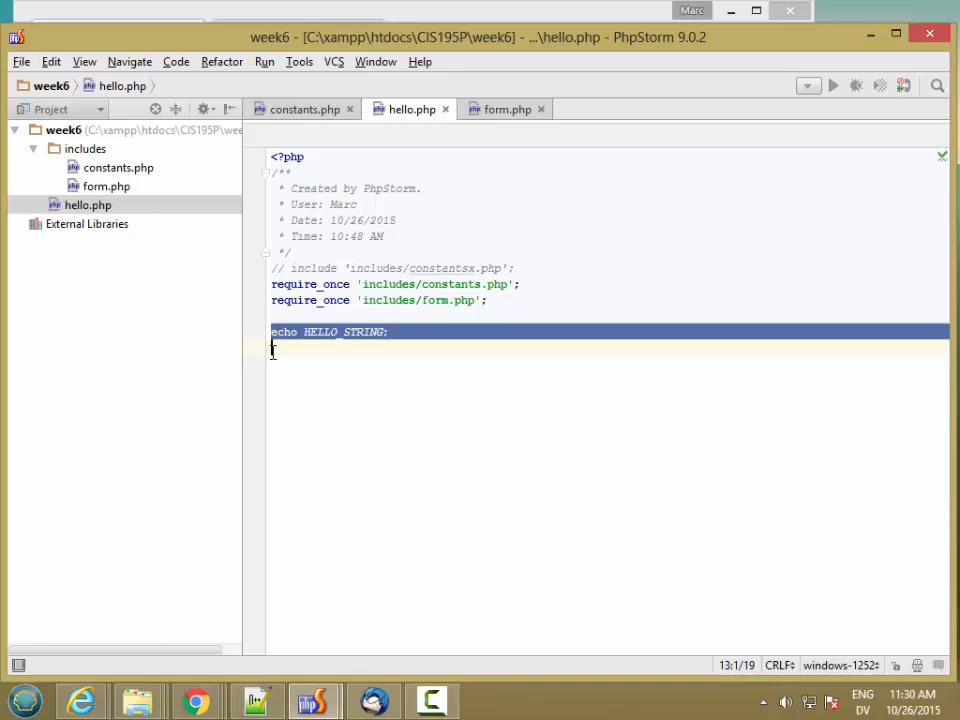 Marc
week6 - [C:\xampp\htdocs\CIS195P\week6] - ...\hello.php - PhpStorm 9.0.2
File Edit View Navigate Code Refactor Run Tools VCS Window Help
week6 hello.php
Project constants.php hello.php form.php
week6 (C:\xampp\htdocs\CIS195P\wee
includes
constants.php
form.php
hello.php
External Libraries
<?php
/**
* Created by PhpStorm.
* User: Marc
* Date: 10/26/2015
* Time: 10:48 AM
*/
// include 'includes/constantsx.php';
require_once 'includes/constants.php';
require_once 'includes/form.php';
echo HELLO_STRING;
13:1/19 CRLF windows-1252
ENG 11:30 AM
DV 10/26/2015